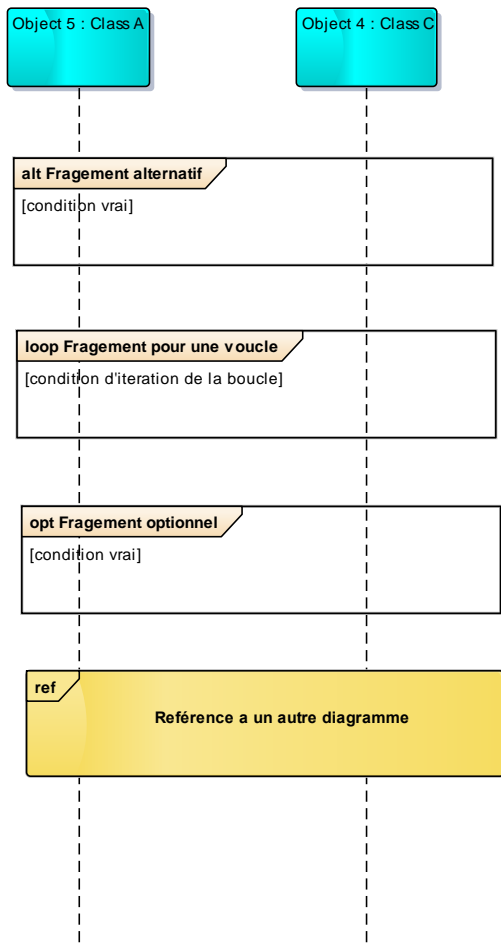 Object 5 : Class A
Object 4 : Class C
alt Fragement alternatif
[condition vrai]
loop Fragement pour une voucle
[condition d'iteration de la boucle]
opt Fragement optionnel
[condition vrai]
ref
Reférence a un autre diagramme